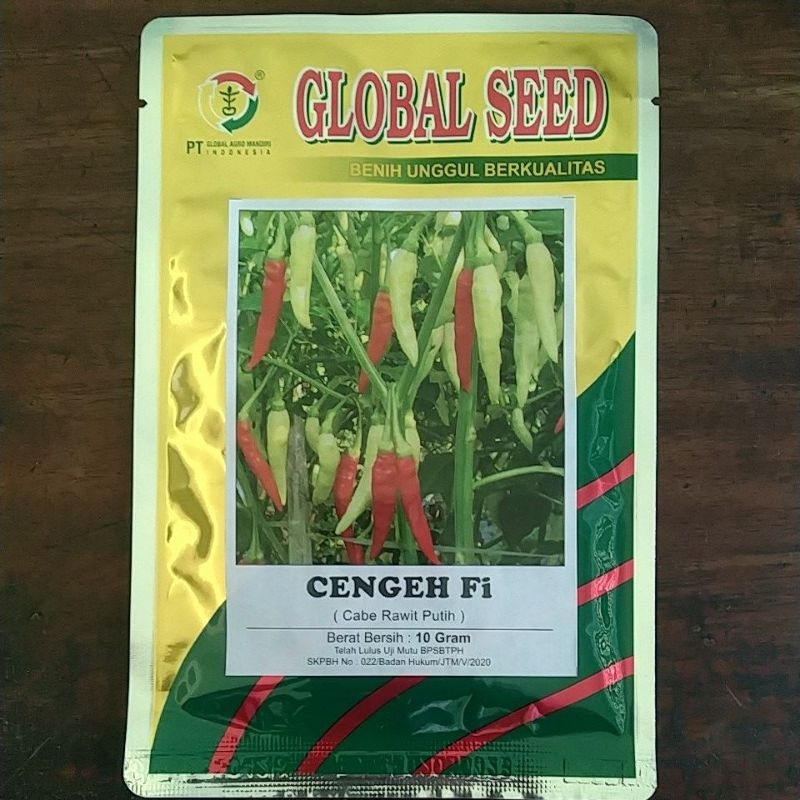 GLOBAL SEED
®
PT GLOBAL AGRO MANDIRI
INDONESIA
BENIH UNGGUL BERKUALITAS
CENGEH Fi
( Cabe Rawit Putih )
Berat Bersih : 10 Gram
Telah Lulus Uji Mutu BPSBTPH
SKPBH No : 022/Badan Hukum/JTM/V/2020